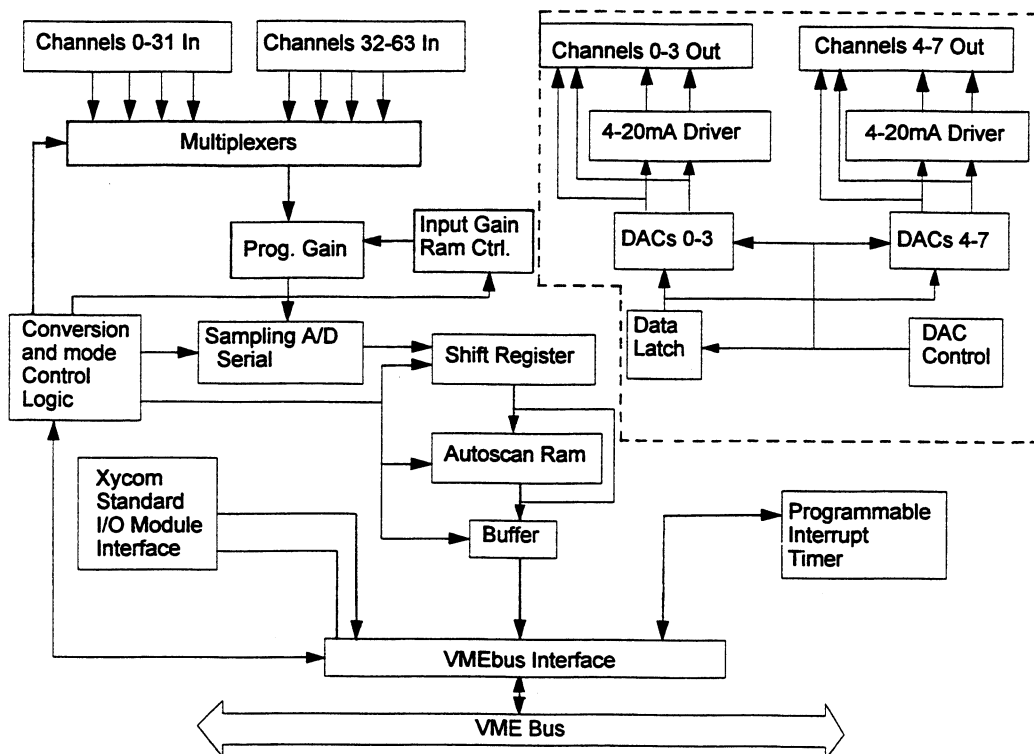 Channels 0-31 In
Channels 32-63 In
Channels 0-3 Out
Channels 4-7 Out
Multiplexers
4-20mA Driver
4-20mA Driver
Prog. Gain
Input Gain
Ram Ctrl.
DACs 0-3
DACs 4-7
Conversion
and mode
Control
Logic
Sampling A/D
Serial
Shift Register
Data
Latch
DAC
Control
Autoscan Ram
Xycom
Standard
I/O Module
Interface
Buffer
Programmable
Interrupt
Timer
VMEbus Interface
VME Bus